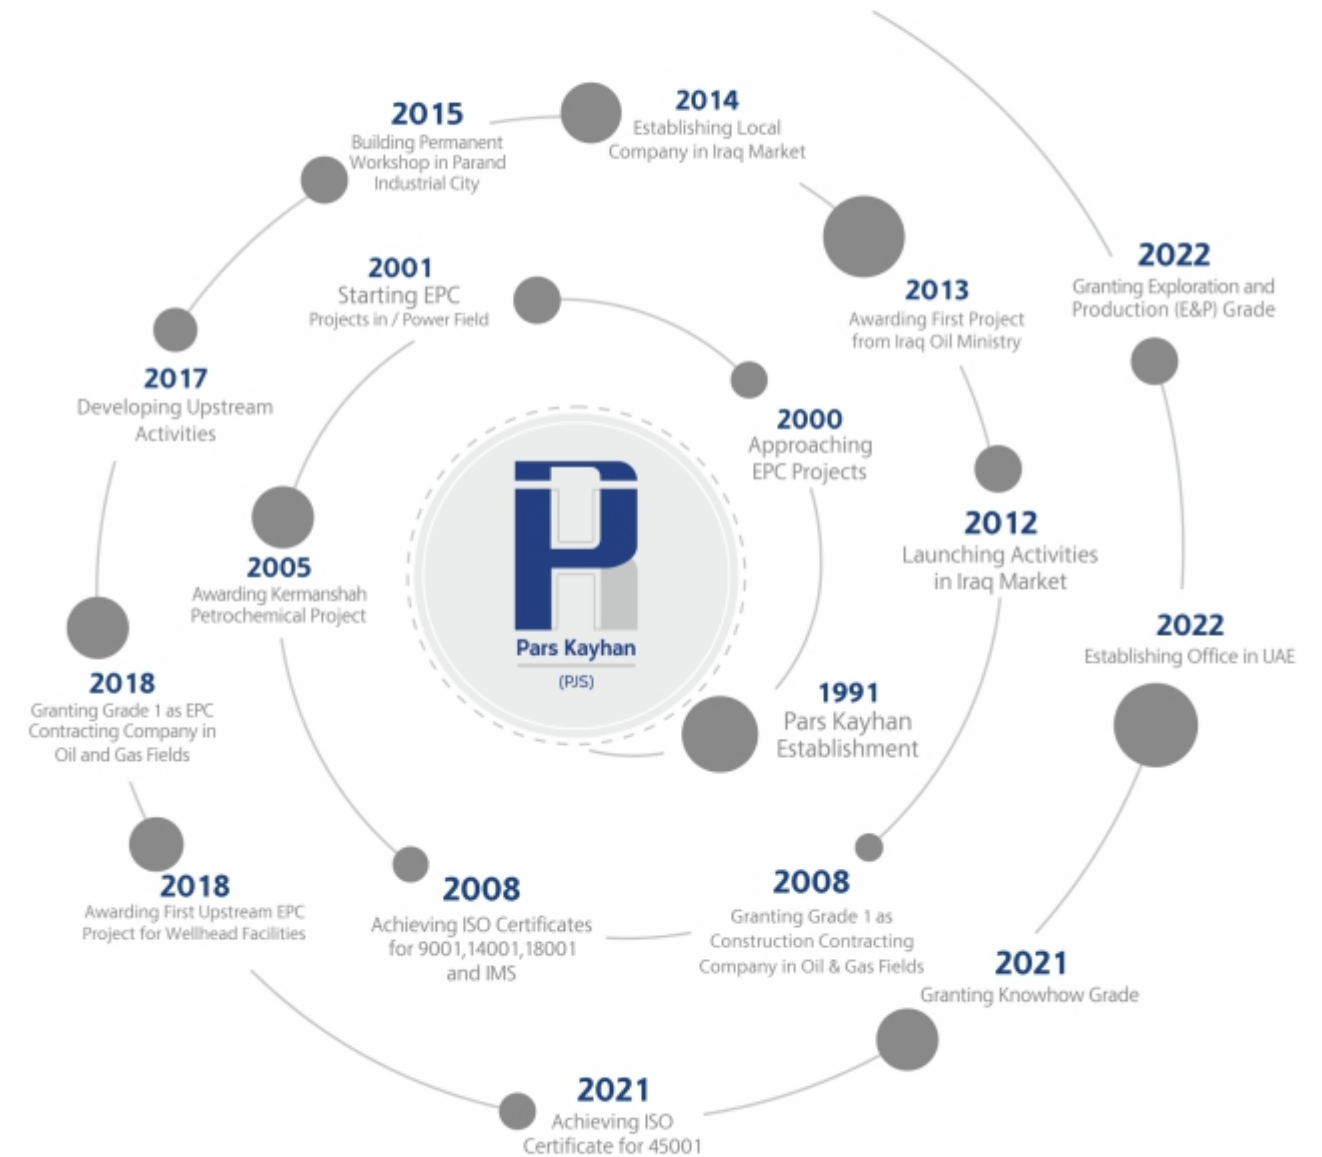 Pars Kayhan
(PJS)
1991
Pars Kayhan
Establishment
2000
Approaching
EPC Projects
2001
Starting EPC
Projects in / Power Field
2005
Awarding Kermanshah
Petrochemical Project
2008
Achieving ISO Certificates
for 9001,14001,18001
and IMS
2008
Granting Grade 1 as
Construction Contracting
Company in Oil & Gas Fields
2012
Launching Activities
in Iraq Market
2013
Awarding First Project
from Iraq Oil Ministry
2014
Establishing Local
Company in Iraq Market
2015
Building Permanent
Workshop in Parand
Industrial City
2017
Developing Upstream
Activities
2018
Granting Grade 1 as EPC
Contracting Company in
Oil and Gas Fields
2018
Awarding First Upstream EPC
Project for Wellhead Facilities
2021
Achieving ISO
Certificate for 45001
2021
Granting Knowhow Grade
2022
Establishing Office in UAE
2022
Granting Exploration and
Production (E&P) Grade